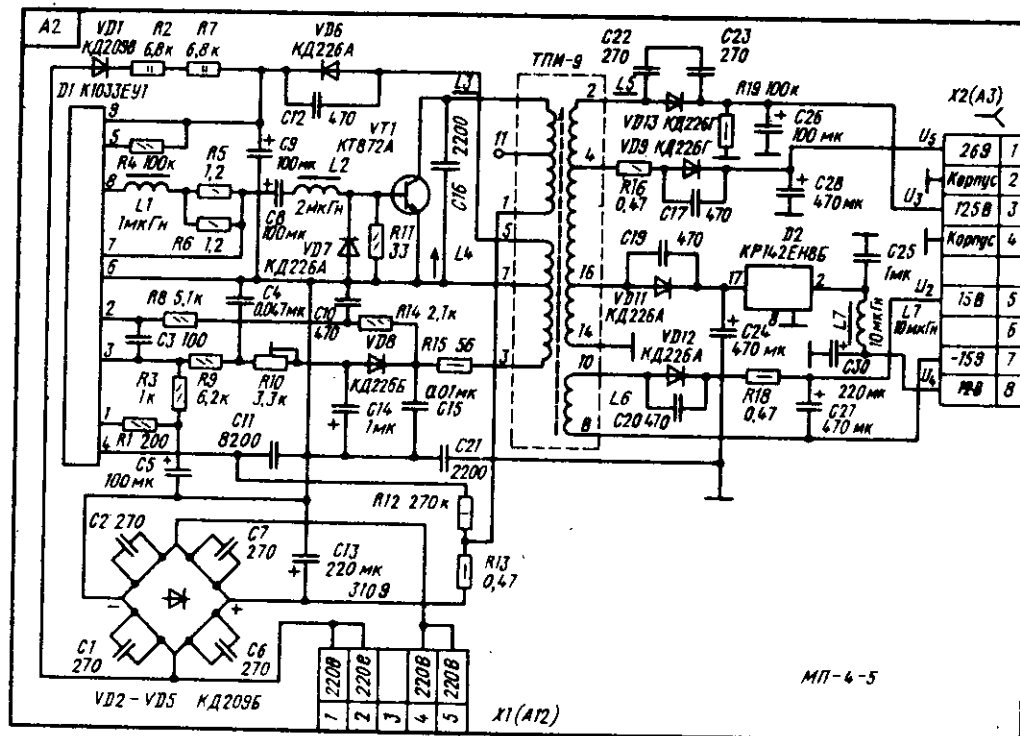 А2
VD1
КД209В
R2
6,8к
R7
6,8к
VD6
КД226А
C12
470
D1 К1033ЕУ1
9
5
R4 100к
8
L1
1мкГн
R5
1,2
R6
1,2
7
6
C9
100мк
C8
100мк
L2
2мкГн
VT1
КТ872А
VD7
КД226А
R11
33
2200
C16
L3
L4
ТПМ-9
11
1
5
7
3
2
4
16
14
10
8
C22
270
C23
270
L5
VD13 КД226Г
R19 100к
C26
100 мк
VD9 КД226Г
R16
0,47
C17
470
C28
470мк
C19
470
VD11
КД226А
17
D2
КР142ЕН8Б
2
8
C25
1мк
C24
470 мк
L7
10мкГн
L7
10мкГн
C30
220мк
VD12
КД226А
L6
C20 470
R18
0,47
C27
470мк
2
R8 5,1к
C4
0,047мк
C3 100
3
R3
1к
R9
6,2к
R10
3,3к
C10
470
R14 2,7к
VD8
КД226Б
R15 56
0,01мк
C15
C14
1мк
1
R1 200
4
C5
100мк
C11
8200
C21
2200
R12 270к
R13
0,47
C13
220 мк
310В
C2 270
C7
270
−
+
C1
270
C6
270
VD2 – VD5 КД209Б
220В
220В
220В
220В
1
2
3
4
5
X1(А12)
X2(А3)
U5
26В
1
Корпус
2
U3
125В
3
Корпус
4
U2
15В
5
6
-15В
7
U4
12В
8
МП-4-5